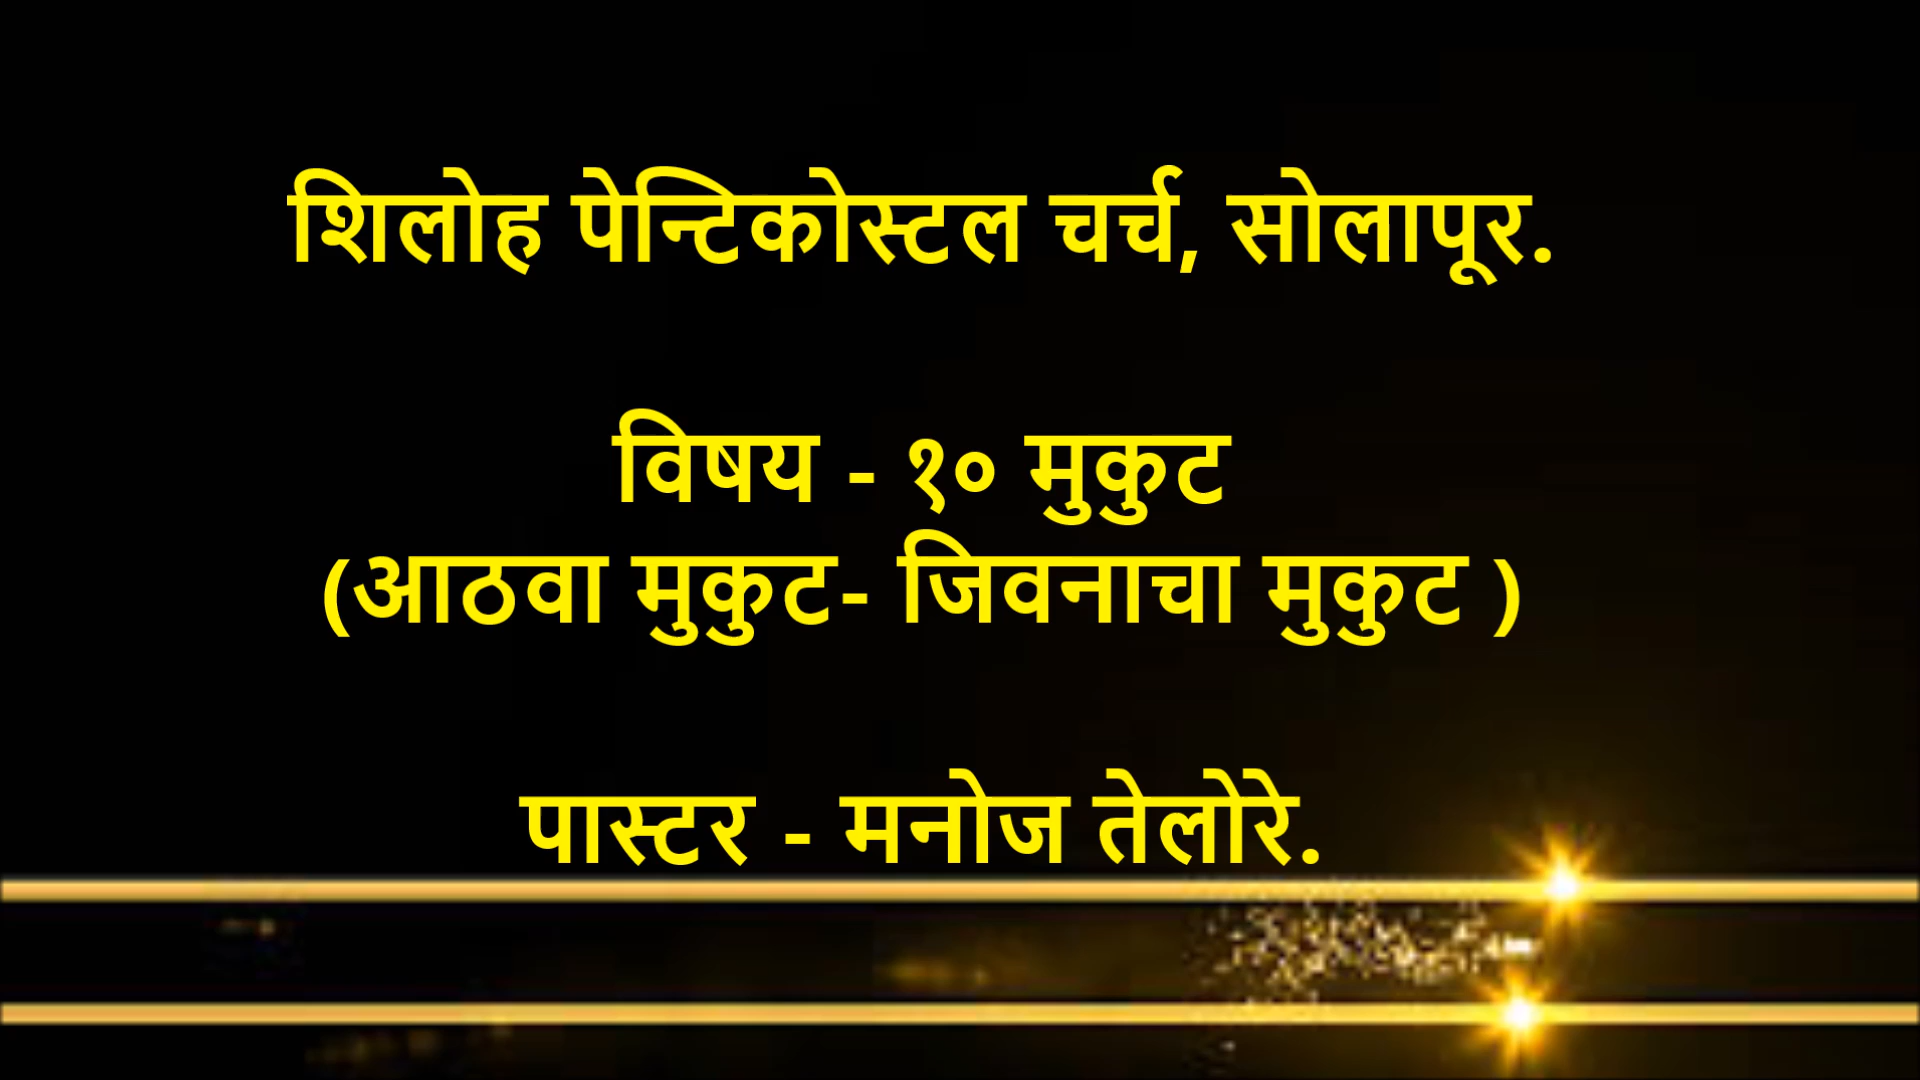 शिलोह पेन्टिकोस्टल चर्च, सोलापूर.
विषय - १० मुकुट
(आठवा मुकुट- जिवनाचा मुकुट )
पास्टर - मनोज तेलोरे.